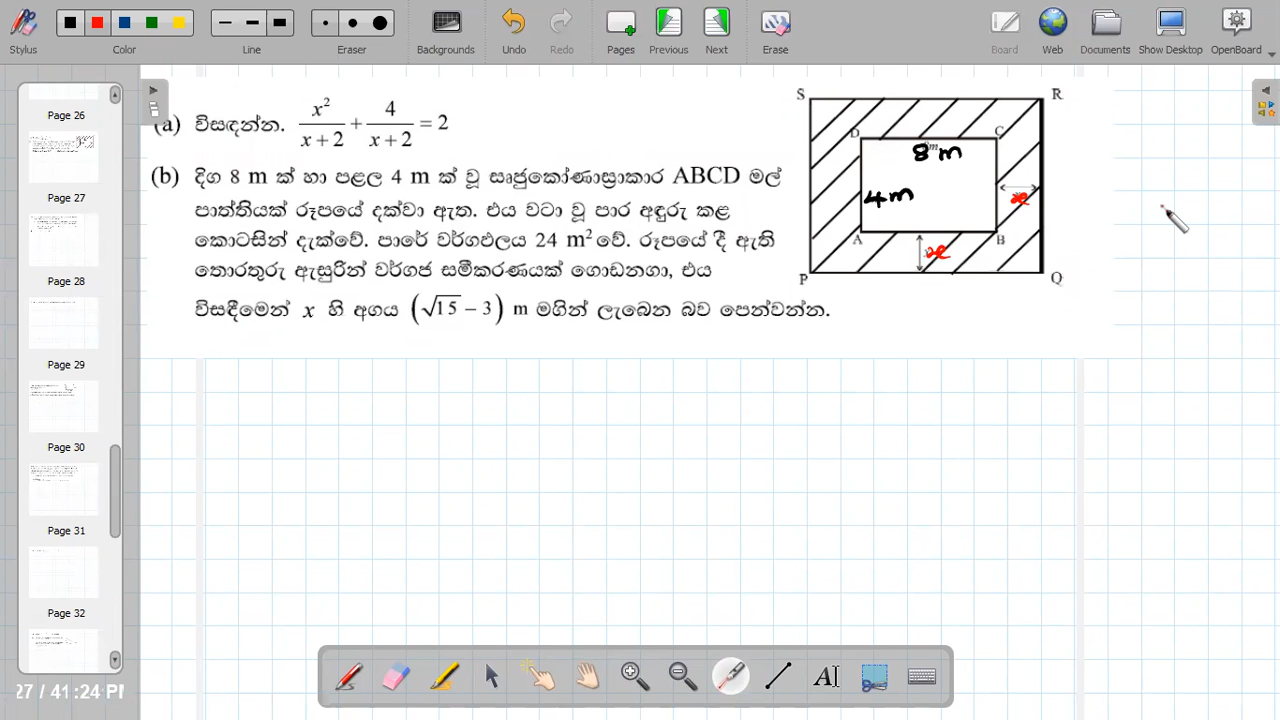 Stylus
Color
Line
Eraser
Backgrounds
Undo
Redo
Pages
Previous
Next
Erase
Board
Web
Documents
Show Desktop
OpenBoard
Page 26
Page 27
Page 28
Page 29
Page 30
Page 31
Page 32
(a) විසඳන්න. x²/(x+2) + 4/(x+2) = 2
(b) දිග 8 m ක් හා පළල 4 m ක් වූ සෘජුකෝණාස්‍රාකාර ABCD මල්
පාත්තියක් රූපයේ දක්වා ඇත. එය වටා වූ පාර අඳුරු කළ
කොටසින් දැක්වේ. පාරේ වර්ගඵලය 24 m² වේ. රූපයේ දී ඇති
තොරතුරු ඇසුරින් වර්ගජ සමීකරණයක් ගොඩනගා, එය
විසඳීමෙන් x හි අගය (√15 − 3) m මගින් ලැබෙන බව පෙන්වන්න.
S
R
D
C
8 m
4m
x
A
B
x
P
Q
A